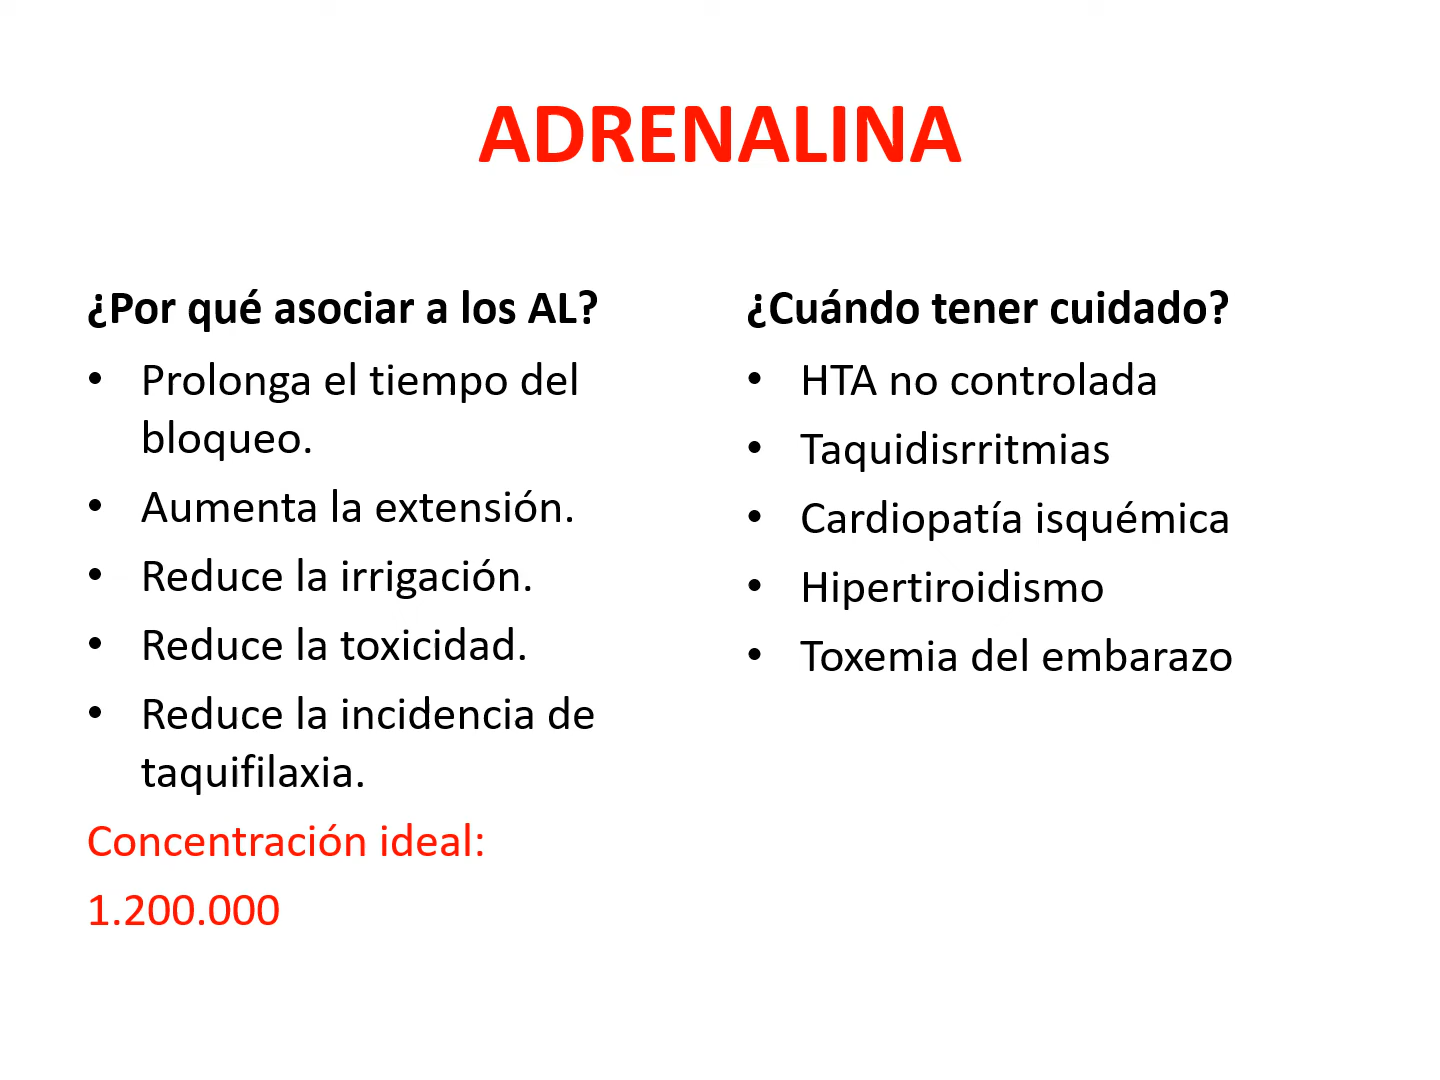 ADRENALINA
¿Por qué asociar a los AL?
• Prolonga el tiempo del
bloqueo.
• Aumenta la extensión.
• Reduce la irrigación.
• Reduce la toxicidad.
• Reduce la incidencia de
taquifilaxia.
Concentración ideal:
1.200.000
¿Cuándo tener cuidado?
• HTA no controlada
• Taquidisrritmias
• Cardiopatía isquémica
• Hipertiroidismo
• Toxemia del embarazo